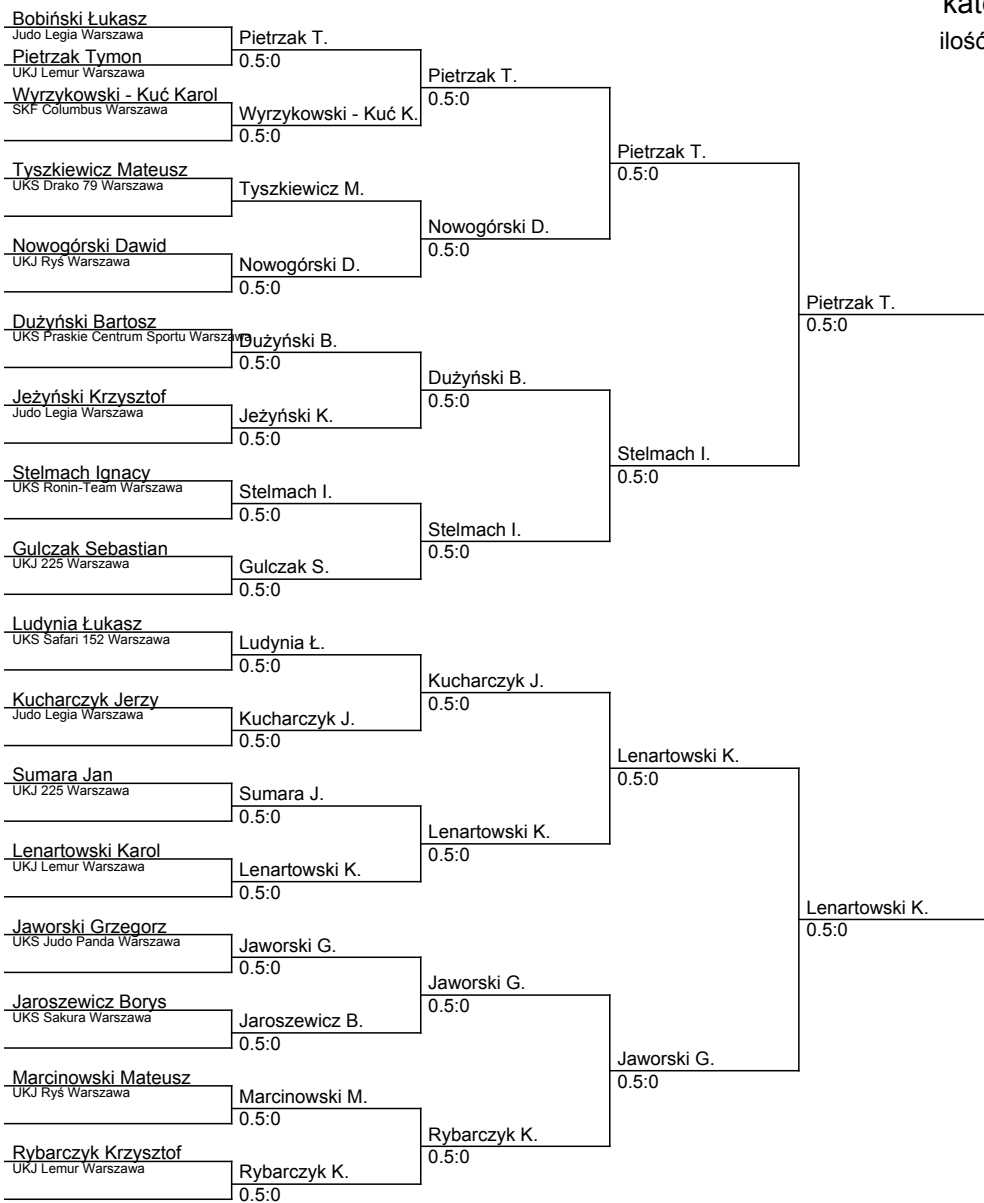 Bobiński Łukasz
Judo Legia Warszawa
Pietrzak Tymon
UKJ Lemur Warszawa
Wyrzykowski - Kuć Karol
SKF Columbus Warszawa
Tyszkiewicz Mateusz
UKS Drako 79 Warszawa
Nowogórski Dawid
UKJ Ryś Warszawa
Dużyński Bartosz
UKS Praskie Centrum Sportu Warszawa
Jeżyński Krzysztof
Judo Legia Warszawa
Stelmach Ignacy
UKS Ronin-Team Warszawa
Gulczak Sebastian
UKJ 225 Warszawa
Ludynia Łukasz
UKS Safari 152 Warszawa
Kucharczyk Jerzy
Judo Legia Warszawa
Sumara Jan
UKJ 225 Warszawa
Lenartowski Karol
UKJ Lemur Warszawa
Jaworski Grzegorz
UKS Judo Panda Warszawa
Jaroszewicz Borys
UKS Sakura Warszawa
Marcinowski Mateusz
UKJ Ryś Warszawa
Rybarczyk Krzysztof
UKJ Lemur Warszawa
Pietrzak T.
0.5:0
Wyrzykowski - Kuć K.
0.5:0
Tyszkiewicz M.
Nowogórski D.
0.5:0
Dużyński B.
0.5:0
Jeżyński K.
0.5:0
Stelmach I.
0.5:0
Gulczak S.
0.5:0
Ludynia Ł.
0.5:0
Kucharczyk J.
0.5:0
Sumara J.
0.5:0
Lenartowski K.
0.5:0
Jaworski G.
0.5:0
Jaroszewicz B.
0.5:0
Marcinowski M.
0.5:0
Rybarczyk K.
0.5:0
Pietrzak T.
0.5:0
Nowogórski D.
0.5:0
Dużyński B.
0.5:0
Stelmach I.
0.5:0
Kucharczyk J.
0.5:0
Lenartowski K.
0.5:0
Jaworski G.
0.5:0
Rybarczyk K.
0.5:0
Pietrzak T.
0.5:0
Stelmach I.
0.5:0
Lenartowski K.
0.5:0
Jaworski G.
0.5:0
Pietrzak T.
0.5:0
Lenartowski K.
0.5:0
ilość